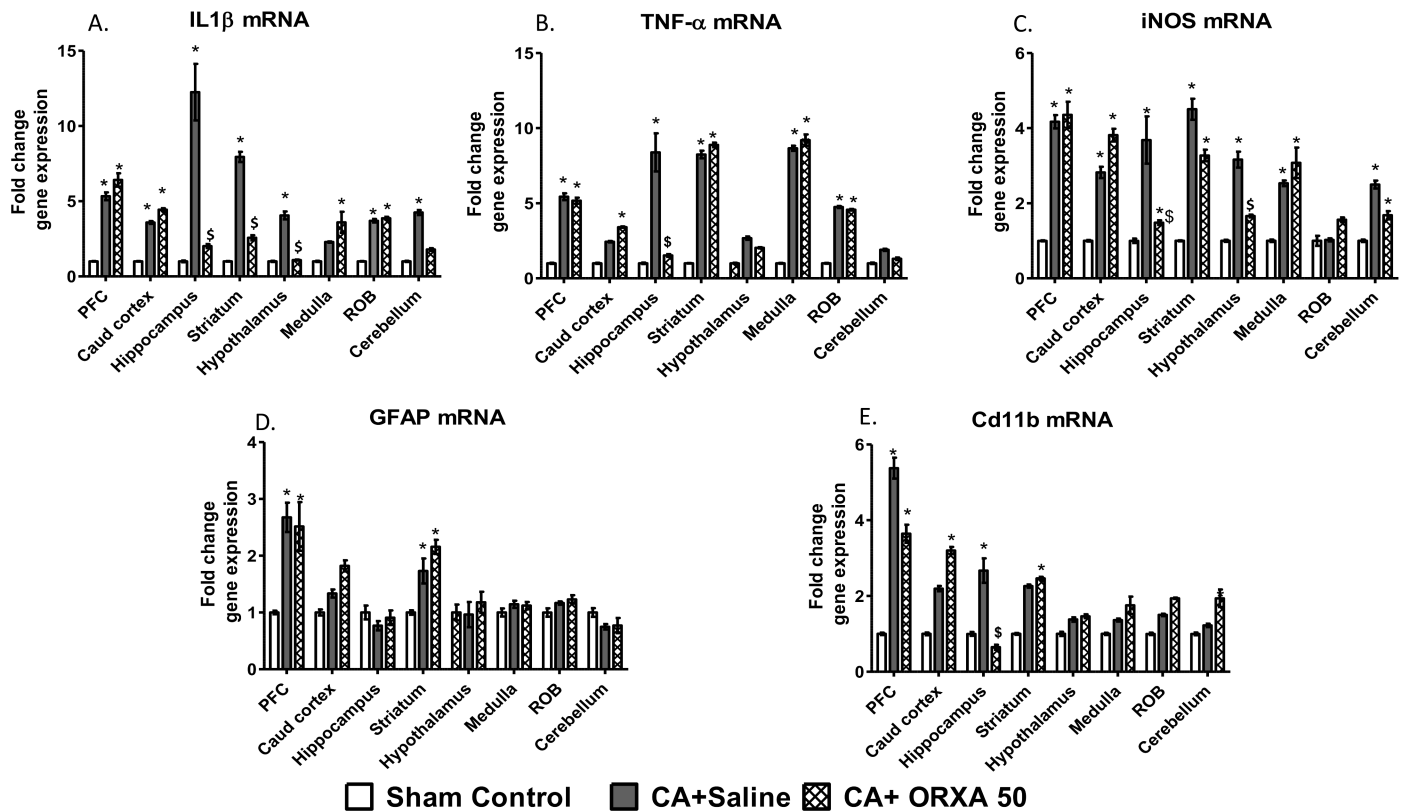 A.
IL1β mRNA
Fold change
gene expression
15
10
5
0
* * * * * $ * $ * $ * * * *
PFC
Caud cortex
Hippocampus
Striatum
Hypothalamus
Medulla
ROB
Cerebellum
B.
TNF-α mRNA
Fold change
gene expression
15
10
5
0
* * * * $ * * * * * *
PFC
Caud cortex
Hippocampus
Striatum
Hypothalamus
Medulla
ROB
Cerebellum
C.
iNOS mRNA
Fold change
gene expression
6
4
2
0
* * * * * * $ * * * $ * * * *
PFC
Caud cortex
Hippocampus
Striatum
Hypothalamus
Medulla
ROB
Cerebellum
D.
GFAP mRNA
Fold change
gene expression
4
3
2
1
0
* * * *
PFC
Caud cortex
Hippocampus
Striatum
Hypothalamus
Medulla
ROB
Cerebellum
E.
Cd11b mRNA
Fold change
gene expression
6
4
2
0
* * * * $ *
PFC
Caud cortex
Hippocampus
Striatum
Hypothalamus
Medulla
ROB
Cerebellum
Sham Control CA+Saline CA+ ORXA 50